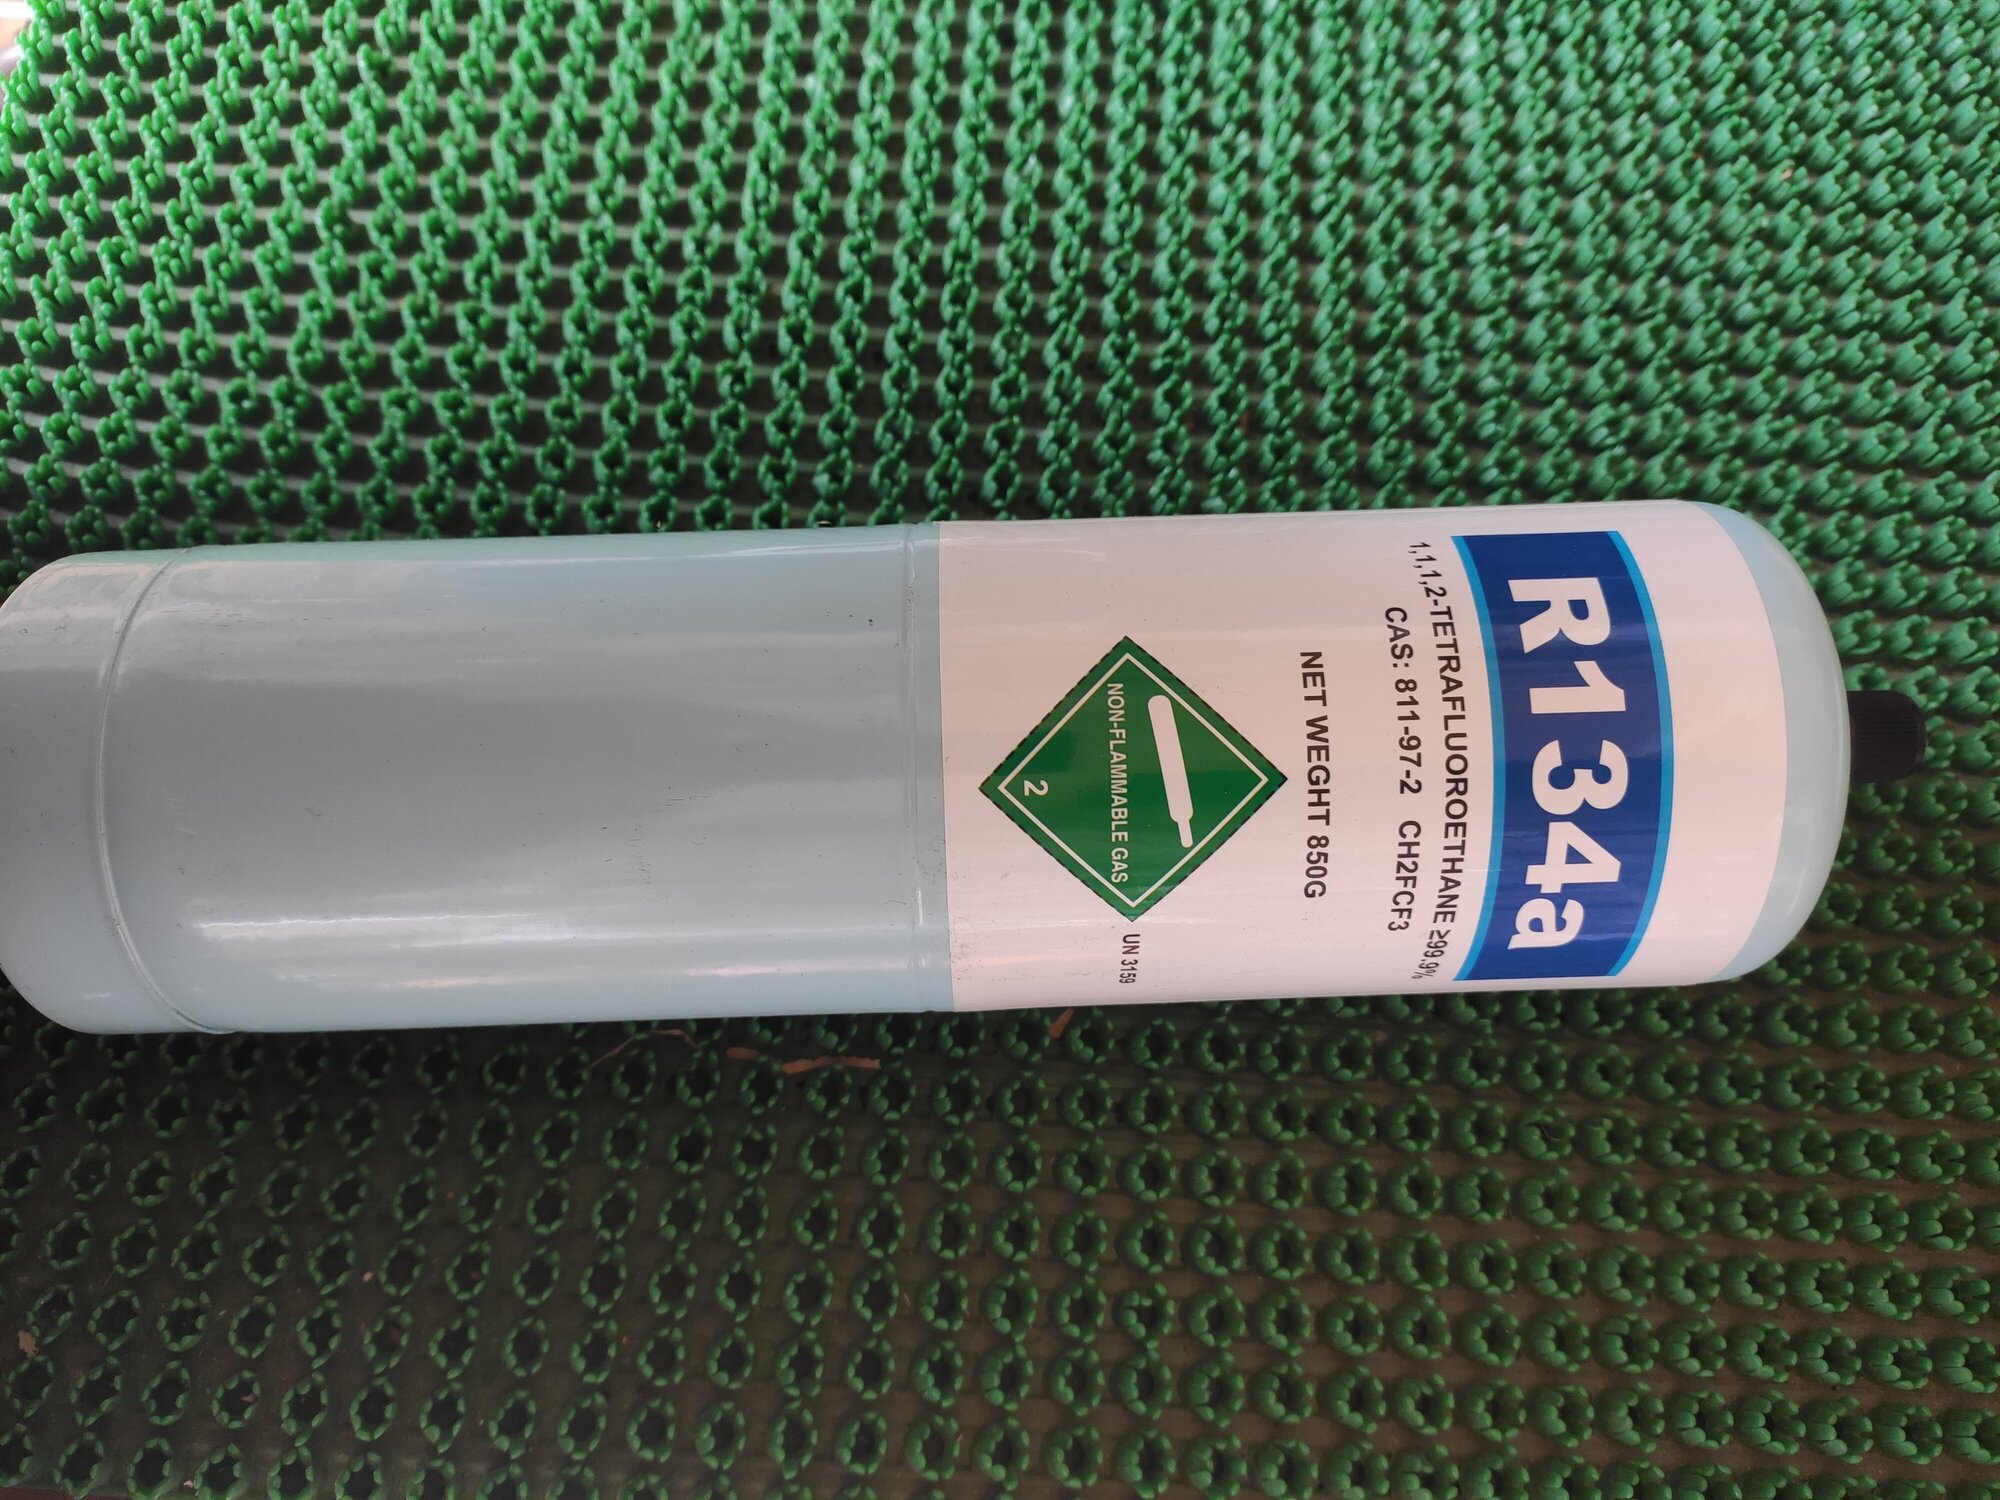 R134a
1,1,1,2-TETRAFLUOROETHANE ≥99.9%
CAS: 811-97-2 CH2FCF3
NET WEGHT 850G
NON-FLAMMABLE GAS
2
UN 3159